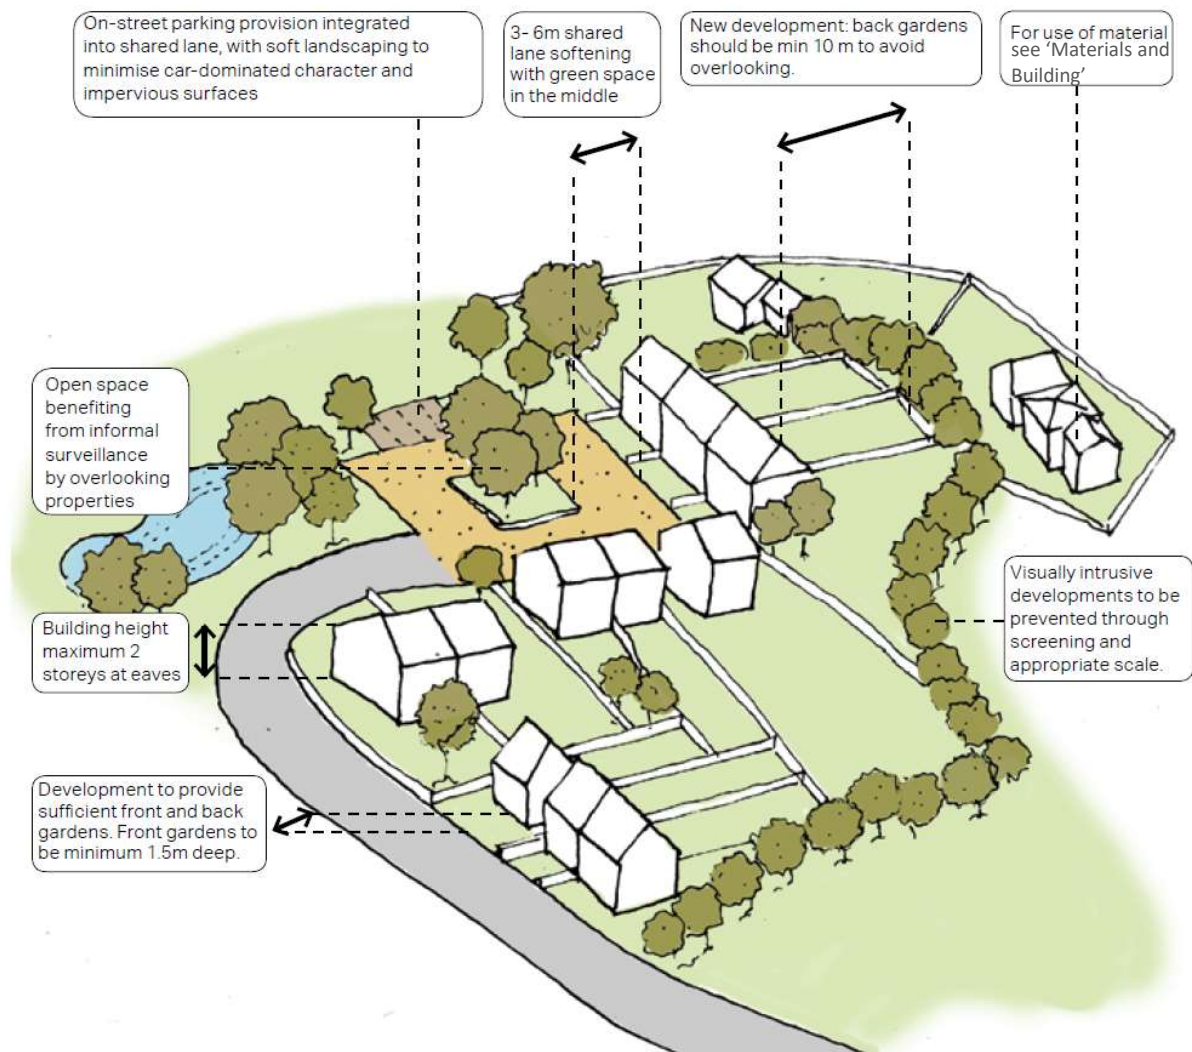 On-street parking provision integrated
into shared lane, with soft landscaping to
minimise car-dominated character and
impervious surfaces
3- 6m shared
lane softening
with green space
in the middle
New development: back gardens
should be min 10 m to avoid
overlooking.
For use of material
see ‘Materials and
Building’
Open space
benefiting
from informal
surveillance
by overlooking
properties
Visually intrusive
developments to be
prevented through
screening and
appropriate scale.
Building height
maximum 2
storeys at eaves
Development to provide
sufficient front and back
gardens. Front gardens to
be minimum 1.5m deep.